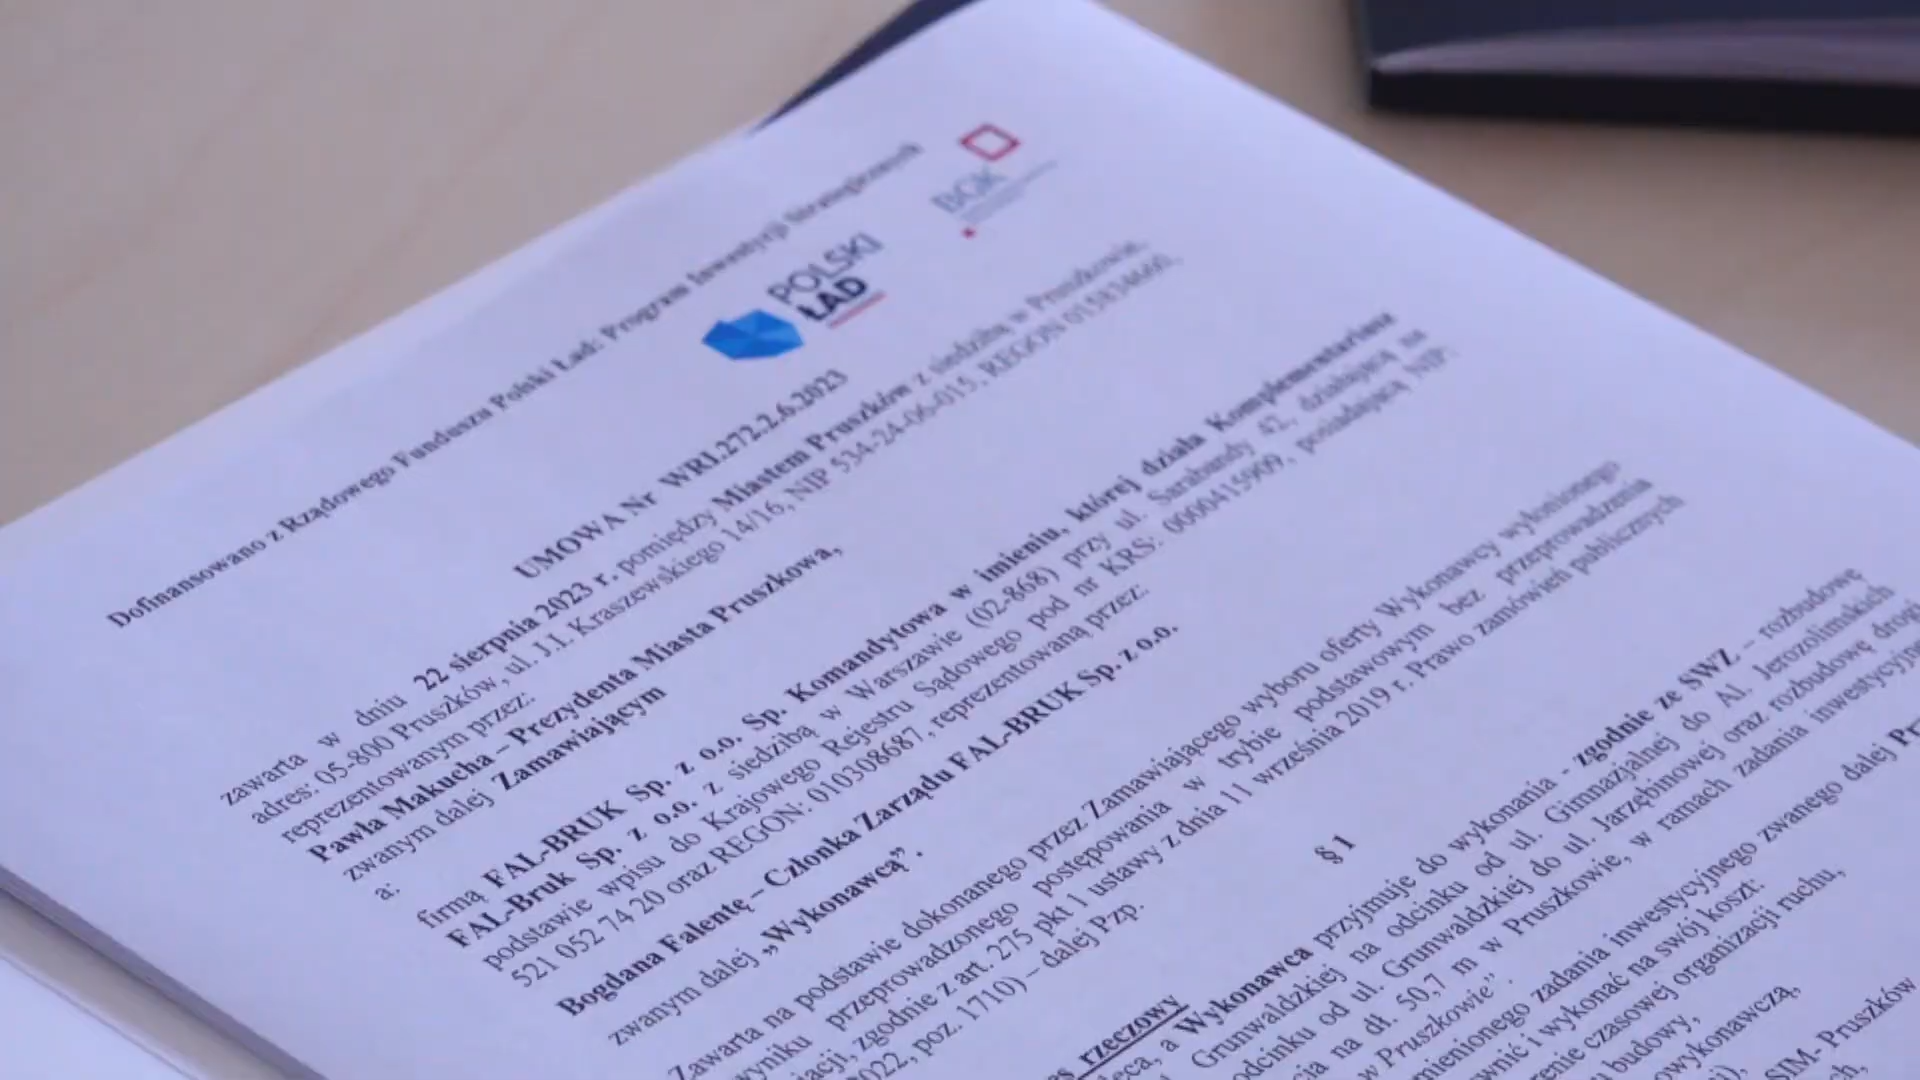 Dofinansowano z Rządowego Funduszu Polski Ład: Program Inwestycji Strategicznych
POLSKI
ŁAD
BGK
UMOWA Nr WRI.272.2.6.2023
zawarta w dniu 22 sierpnia 2023 r. pomiędzy Miastem Pruszków z siedzibą w Pruszkowie,
adres: 05-800 Pruszków, ul. J.I. Kraszewskiego 14/16, NIP 534-24-06-015, REGON 015834660,
reprezentowanym przez:
Pawła Makucha – Prezydenta Miasta Pruszkowa,
zwanym dalej Zamawiającym
a:
firmą FAL-BRUK Sp. z o.o. Sp. Komandytowa w imieniu, której działa Komplementariusz
FAL-Bruk Sp. z o.o. z siedzibą w Warszawie (02-868) przy ul. Sarabandy 42, działającą na
podstawie wpisu do Krajowego Rejestru Sądowego pod nr KRS: 0000415909, posiadającą NIP:
521 052 74 20 oraz REGON: 010308687, reprezentowaną przez:
Bogdana Falentę – Członka Zarządu FAL-BRUK Sp. z o.o.
zwanym dalej „Wykonawcą”.
Zawarta na podstawie dokonanego przez Zamawiającego wyboru oferty Wykonawcy wyłonionego
wyniku przeprowadzonego postępowania w trybie podstawowym bez przeprowadzenia
zgodnie z art. 275 pkt 1 ustawy z dnia 11 września 2019 r. Prawo zamówień publicznych
poz. 1710) – dalej Pzp.
§ 1
rzeczowy
a Wykonawca przyjmuje do wykonania - zgodnie ze SWZ – rozbudowę
Grunwaldzkiej na odcinku od ul. Gimnazjalnej do Al. Jerozolimskich
odcinku od ul. Grunwaldzkiej do ul. Jarzębinowej oraz rozbudowę drogi
na dł. 50,7 m w Pruszkowie, w ramach zadania
w Pruszkowie”.
zadania inwestycyjnego zwanego dalej
i wykonać na swój koszt:
czasowej organizacji ruchu,
budowy,
SIM- Pruszków